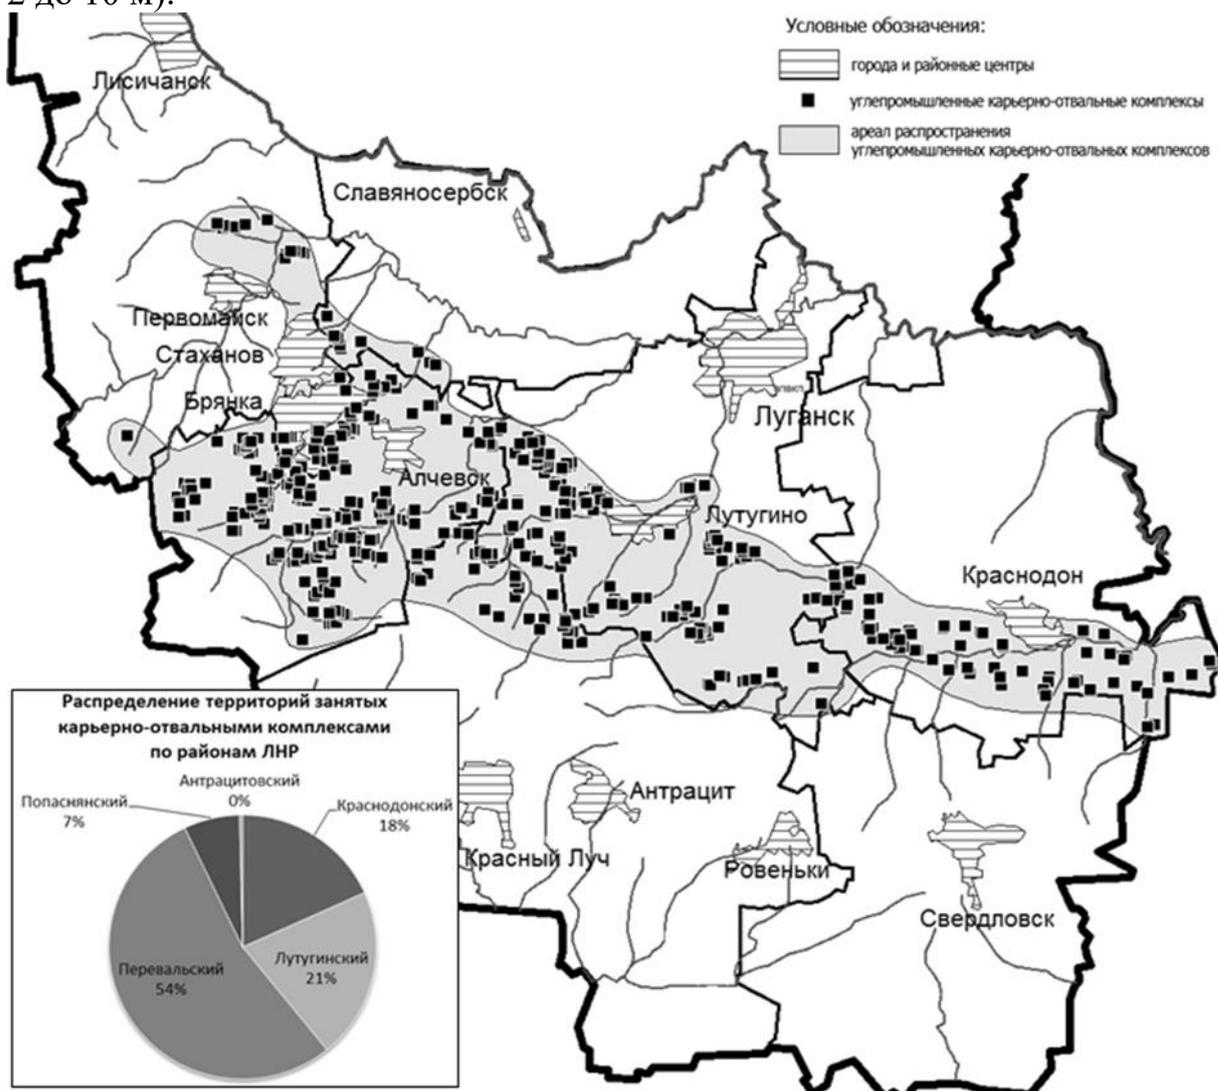 2 до 10 м).
Условные обозначения:
города и районные центры
углепромышленные карьерно-отвальные комплексы
ареал распространения
углепромышленных карьерно-отвальных комплексов
Лисичанск
Славяносербск
Первомайск
Стаханов
Брянка
Луганск
Алчевск
Лутугино
Краснодон
Антрацит
Красный Луч
Ровеньки
Свердловск
Распределение территорий занятых
карьерно-отвальными комплексами
по районам ЛНР
Антрацитовский
0%
Попаснянский
7%
Краснодонский
18%
Лутугинский
21%
Перевальский
54%